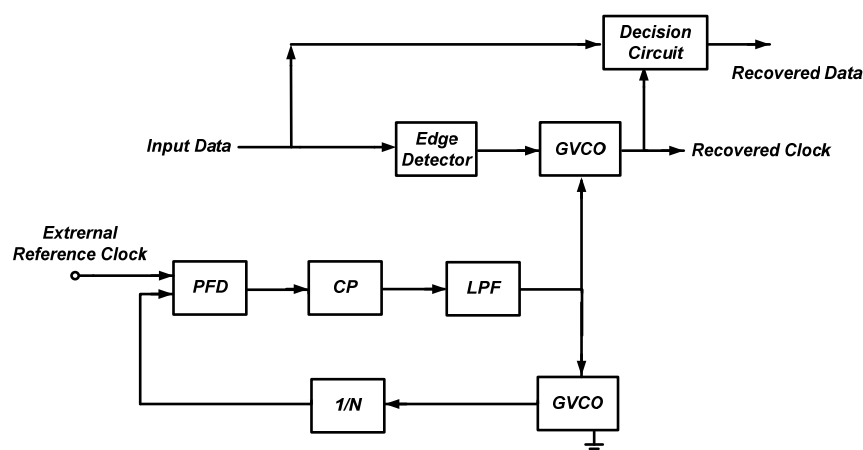 Decision
Circuit
Recovered Data
Input Data
Edge
Detector
GVCO
Recovered Clock
Extrernal
Reference Clock
PFD
CP
LPF
1/N
GVCO